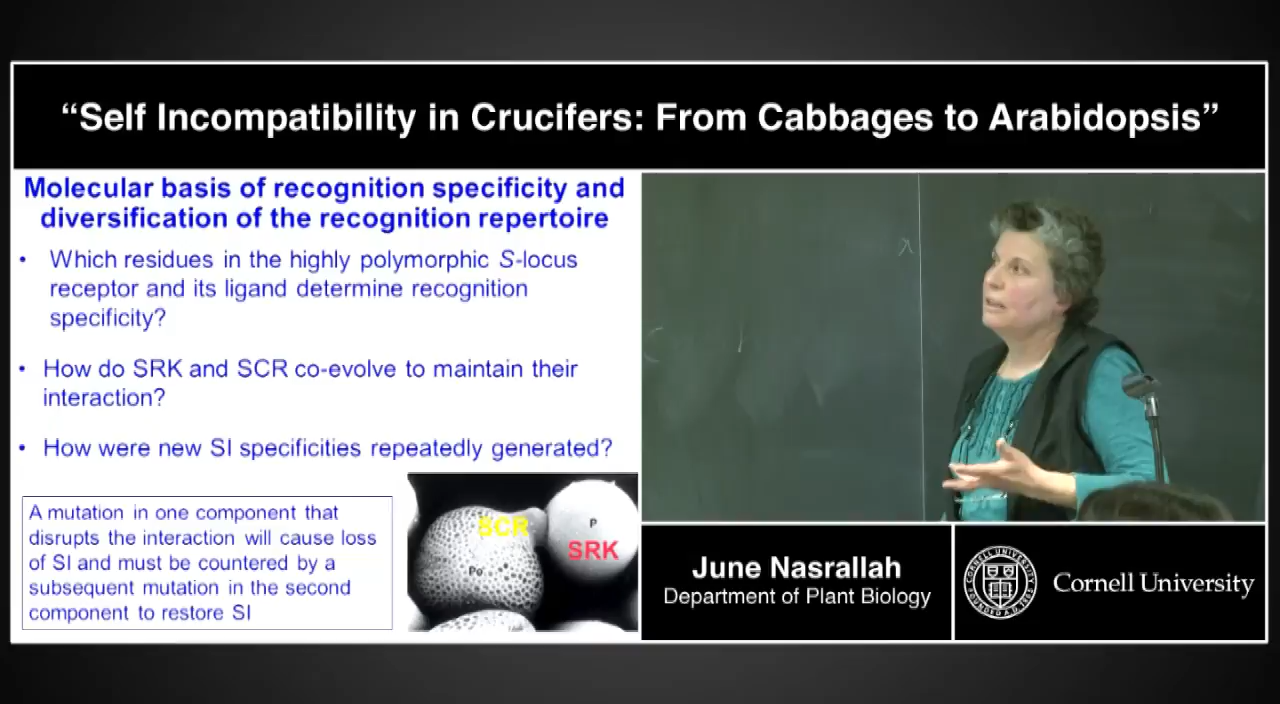 “Self Incompatibility in Crucifers: From Cabbages to Arabidopsis”
Molecular basis of recognition specificity and
diversification of the recognition repertoire
• Which residues in the highly polymorphic S-locus
receptor and its ligand determine recognition
specificity?
• How do SRK and SCR co-evolve to maintain their
interaction?
• How were new SI specificities repeatedly generated?
A mutation in one component that
disrupts the interaction will cause loss
of SI and must be countered by a
subsequent mutation in the second
component to restore SI
SCR
Po
P
SRK
June Nasrallah
Department of Plant Biology
CORNELL UNIVERSITY
FOUNDED A.D. 1865
Cornell University